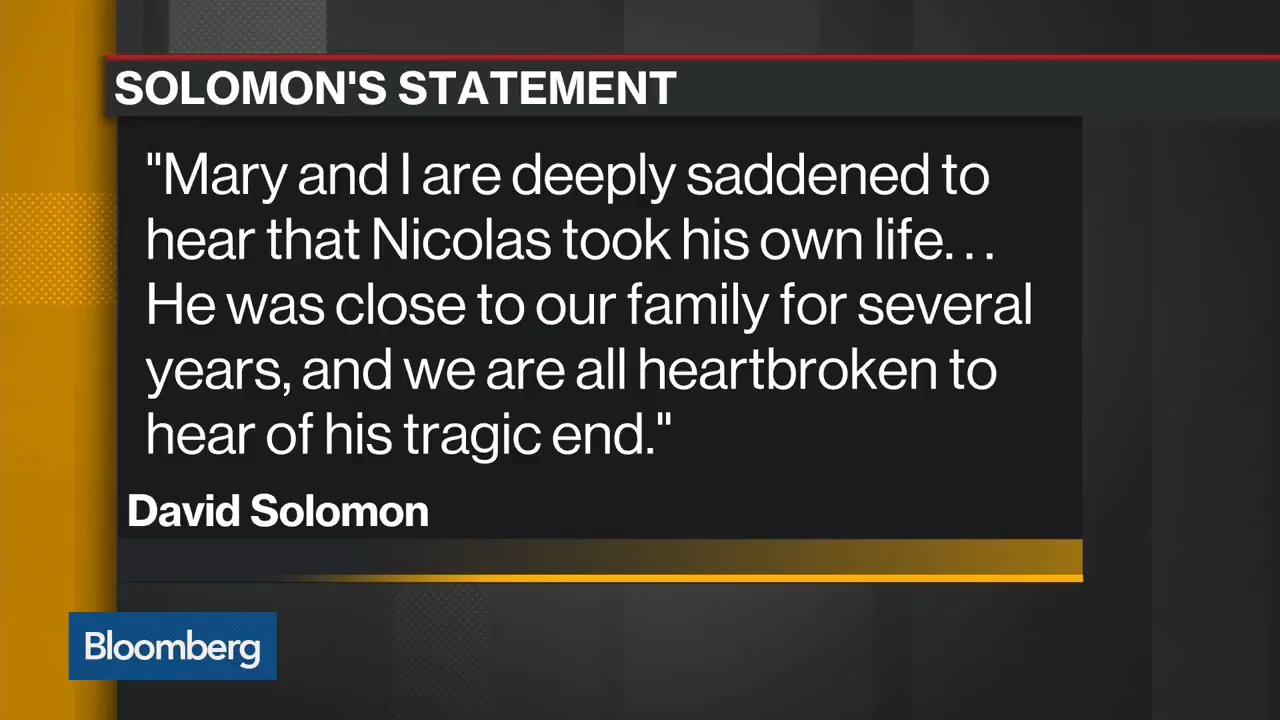 SOLOMON'S STATEMENT
"Mary and I are deeply saddened to
hear that Nicolas took his own life...
He was close to our family for several
years, and we are all heartbroken to
hear of his tragic end."
David Solomon
Bloomberg